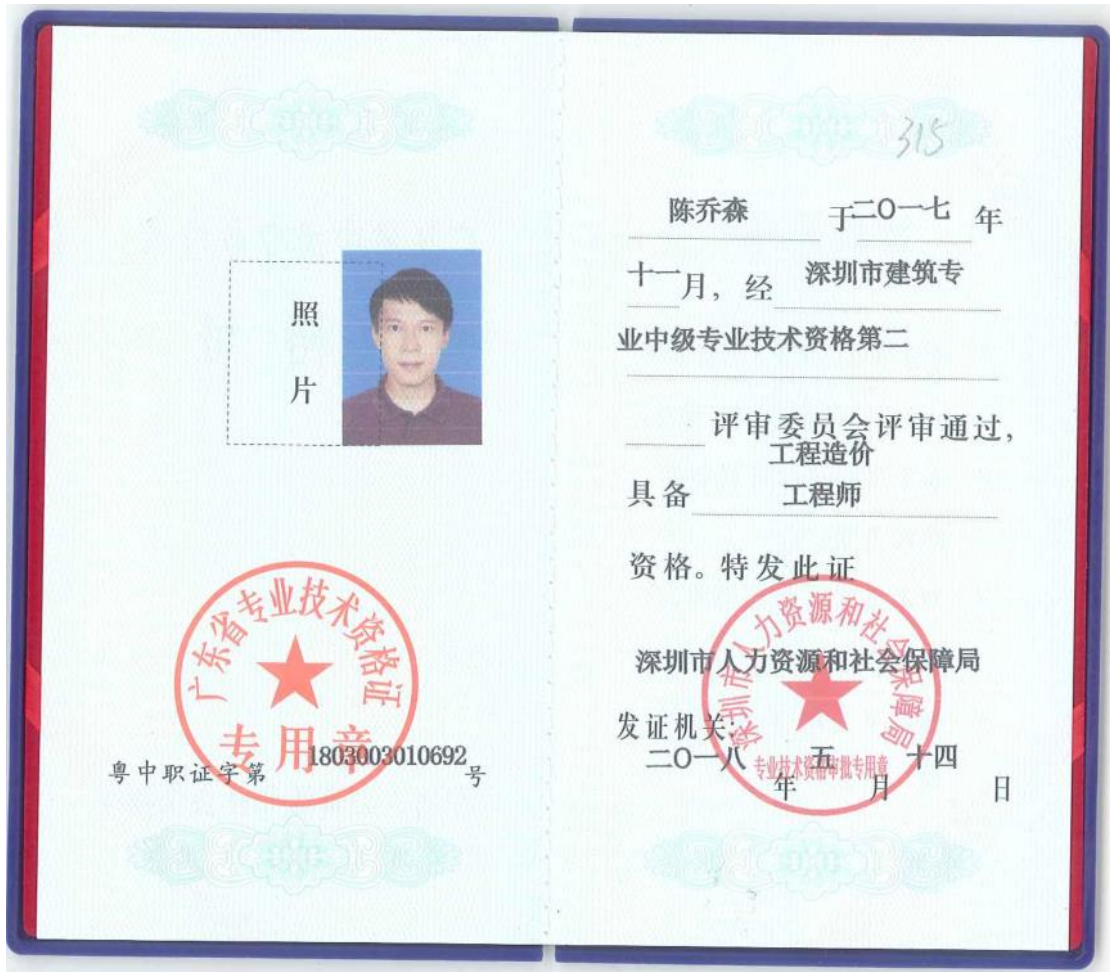 照
片
广东省专业技术资格证
专用章
粤中职证字第 1803003010692 号
315
陈乔森 于二〇一七 年
十一月, 经 深圳市建筑专
业中级专业技术资格第二
评审委员会评审通过,
工程造价
具备 工程师
资格。特发此证
深圳市人力资源和社会保障局
深圳市人力资源和社会保障局
发证机关:
二〇一八 五 十四
专业技术资格审批专用章
年 月 日